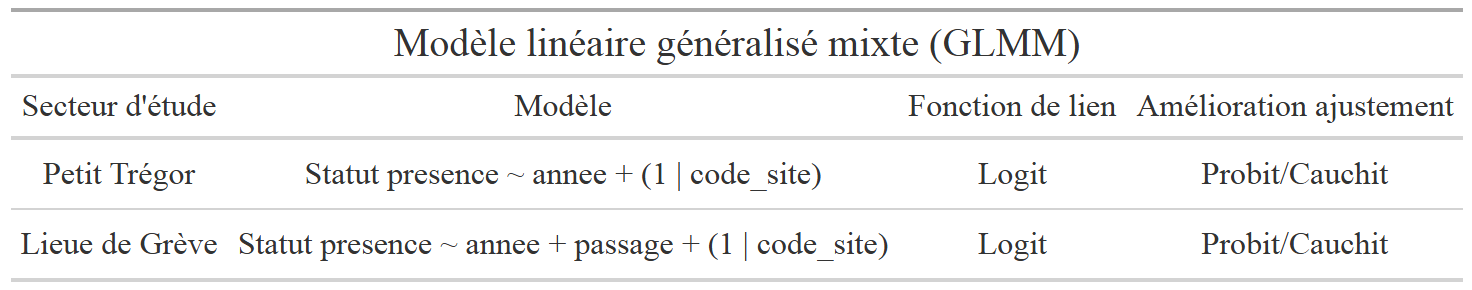 Modèle linéaire généralisé mixte (GLMM)
Secteur d'étude Modèle Fonction de lien Amélioration ajustement
Petit Trégor Statut presence ~ annee + (1 | code_site) Logit Probit/Cauchit
Lieue de Grève Statut presence ~ annee + passage + (1 | code_site) Logit Probit/Cauchit